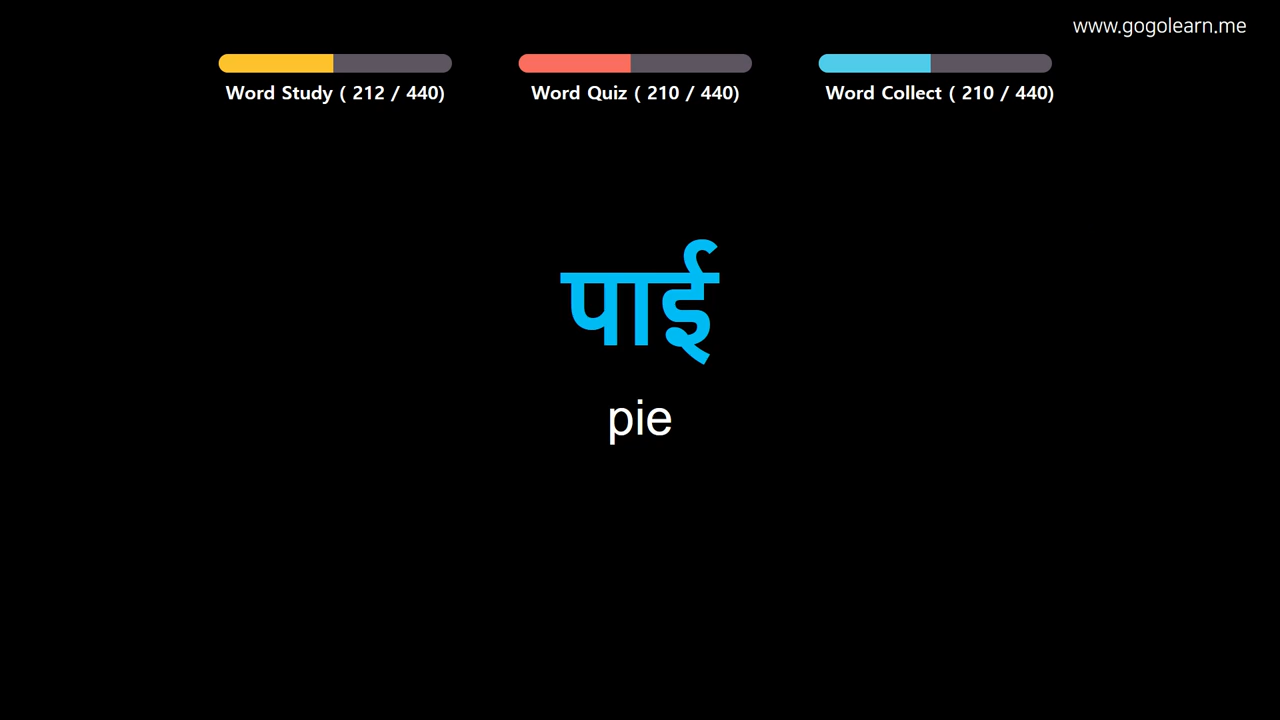 www.gogolearn.me
Word Study ( 212 / 440)
Word Quiz ( 210 / 440)
Word Collect ( 210 / 440)
पाई
pie